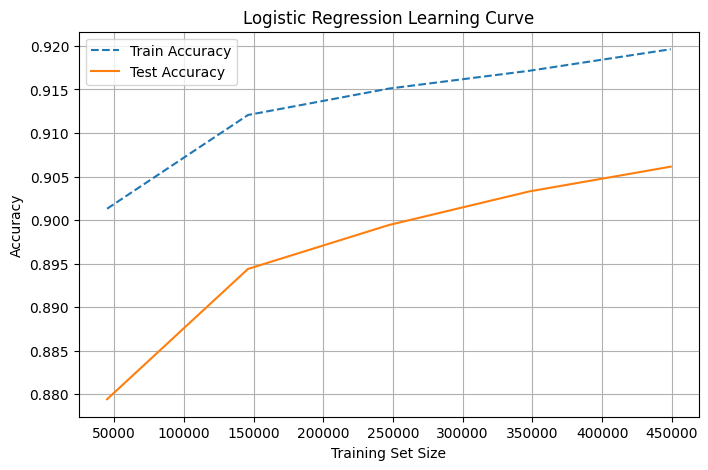 Logistic Regression Learning Curve
Train Accuracy
Test Accuracy
Accuracy
0.920
0.915
0.910
0.905
0.900
0.895
0.890
0.885
0.880
50000 100000 150000 200000 250000 300000 350000 400000 450000
Training Set Size